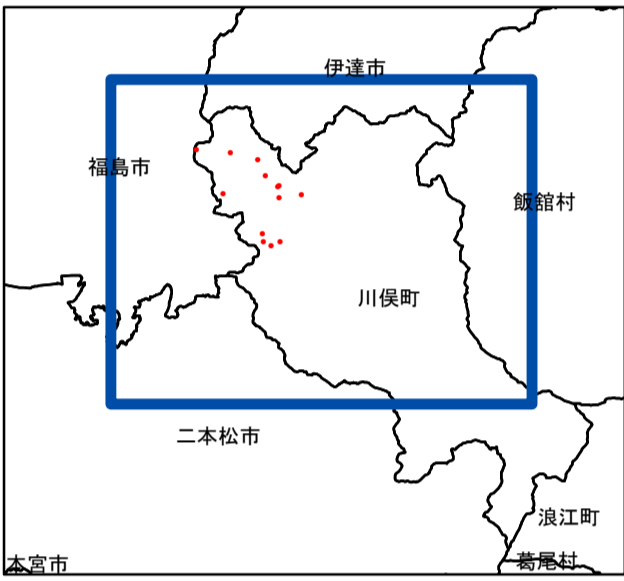 伊達市
福島市
飯舘村
川俣町
二本松市
浪江町
葛尾村
本宮市